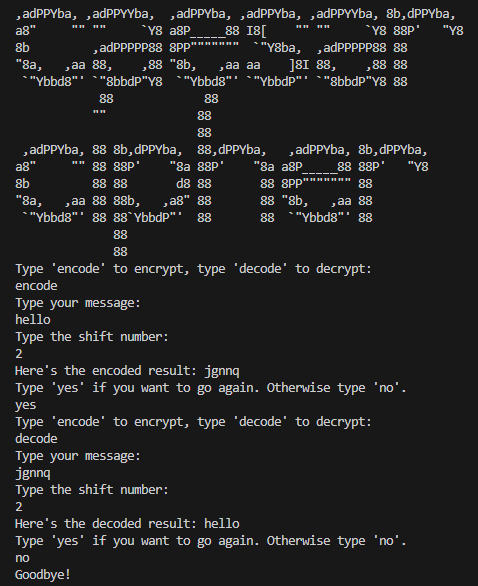 ,adPPYba, ,adPPYYba,  ,adPPYba, ,adPPYba, ,adPPYYba, 8b,dPPYba,
a8"     "" ""     `Y8 a8P_____88 I8[    "" ""     `Y8 88P'   "Y8
8b         ,adPPPPP88 8PP"""""""  `"Y8ba,  ,adPPPPP88 88
"8a,   ,aa 88,    ,88 "8b,   ,aa aa    ]8I 88,    ,88 88
 `"Ybbd8"' `"8bbdP"Y8  `"Ybbd8"' `"YbbdP"' `"8bbdP"Y8 88
            88             88
            ""             88
                           88
 ,adPPYba, 88 8b,dPPYba,  88,dPPYba,   ,adPPYba, 8b,dPPYba,
a8"     "" 88 88P'    "8a 88P'    "8a a8P_____88 88P'   "Y8
8b         88 88       d8 88       88 8PP""""""" 88
"8a,   ,aa 88 88b,   ,a8" 88       88 "8b,   ,aa 88
 `"Ybbd8"' 88 88`YbbdP"'  88       88  `"Ybbd8"' 88
              88
              88
Type 'encode' to encrypt, type 'decode' to decrypt:
encode
Type your message:
hello
Type the shift number:
2
Here's the encoded result: jgnnq
Type 'yes' if you want to go again. Otherwise type 'no'.
yes
Type 'encode' to encrypt, type 'decode' to decrypt:
decode
Type your message:
jgnnq
Type the shift number:
2
Here's the decoded result: hello
Type 'yes' if you want to go again. Otherwise type 'no'.
no
Goodbye!